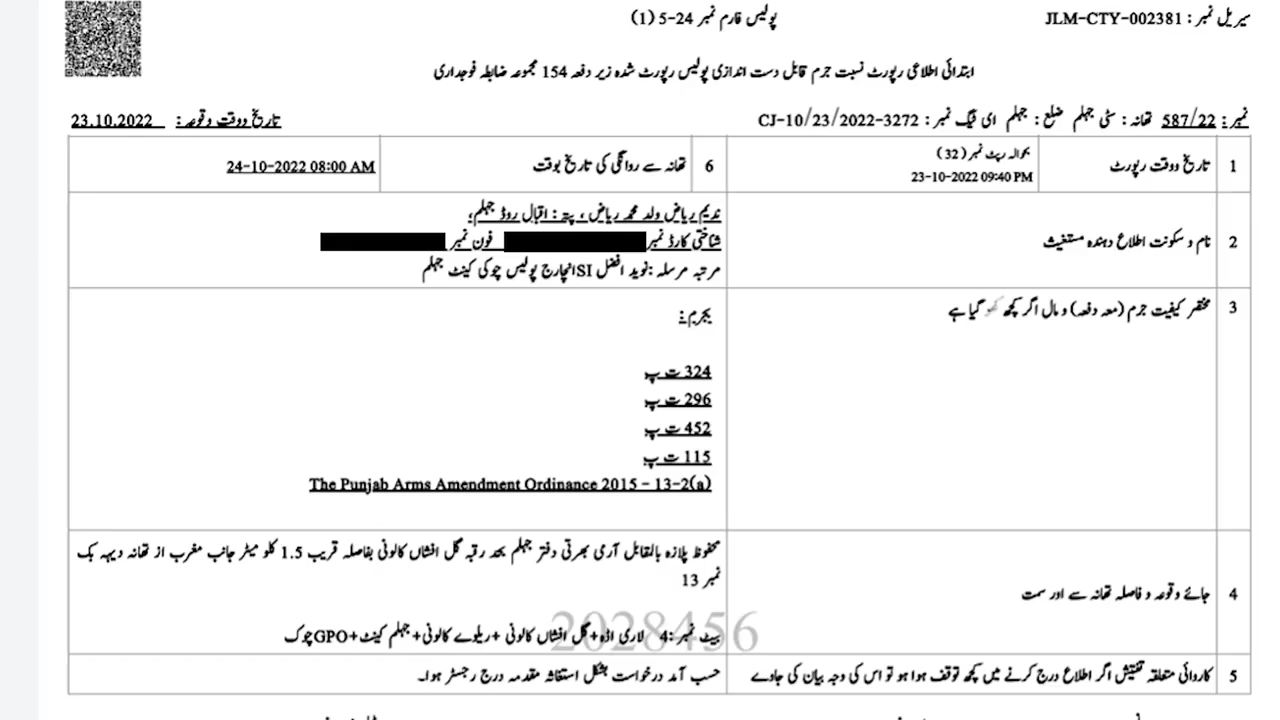 سیریل نمبر : JLM-CTY-002381
پولیس فارم نمبر 24-5 (1)
ابتدائی اطلاعی رپورٹ نسبت جرم قابل دست اندازی پولیس رپورٹ شدہ زیر دفعہ 154 مجموعہ ضابطہ فوجداری
نمبر : 587/22 تھانہ : سٹی جہلم ضلع : جہلم ای ٹیگ نمبر : CJ-10/23/2022-3272 تاریخ ووقت وقوعہ : 23.10.2022
1 تاریخ ووقت رپورٹ
بحوالہ رپٹ نمبر (32)
23-10-2022 09:40 PM
6 تھانہ سے روانگی کی تاریخ بوقت 24-10-2022 08:00 AM
2 نام و سکونت اطلاع دہندہ مستغیث
ندیم ریاض ولد محمد ریاض ، پتہ : اقبال روڈ جہلم،
شناختی کارڈ نمبر فون نمبر
مرتبہ مرسلہ :نوید افضل SI انچارج پولیس چوکی کینٹ جہلم
3 مختصر کیفیت جرم (معہ دفعہ) و مال اگر کچھ کھو گیا ہے
بجرم :
324 ت پ
296 ت پ
452 ت پ
115 ت پ
The Punjab Arms Amendment Ordinance 2015 - 13-2(a)
4 جائے وقوعہ و فاصلہ تھانہ سے اور سمت
محفوظ پلازہ بالمقابل آرمی بھرتی دفتر جہلم بحد رقبہ گل افشاں کالونی بفاصلہ قریب 1.5 کلو میٹر جانب مغرب از تھانہ دیہہ بک
نمبر 13
2028456
بیٹ نمبر :4 لاری اڈہ+گل افشاں کالونی +ریلوے کالونی+جہلم کینٹ+GPO چوک
5 کاروائی متعلقہ تفتیش اگر اطلاع درج کرنے میں کچھ توقف ہوا ہو تو اس کی وجہ بیان کی جاوے
حسب آمد درخواست بشکل استغاثہ مقدمہ درج رجسٹر ہوا۔